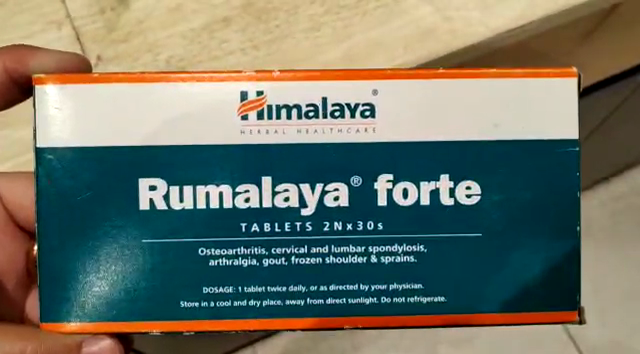 Himalaya®
HERBAL HEALTHCARE
Rumalaya® forte
TABLETS 2Nx30s
Osteoarthritis, cervical and lumbar spondylosis,
arthralgia, gout, frozen shoulder & sprains.
DOSAGE: 1 tablet twice daily, or as directed by your physician.
Store in a cool and dry place, away from direct sunlight. Do not refrigerate.